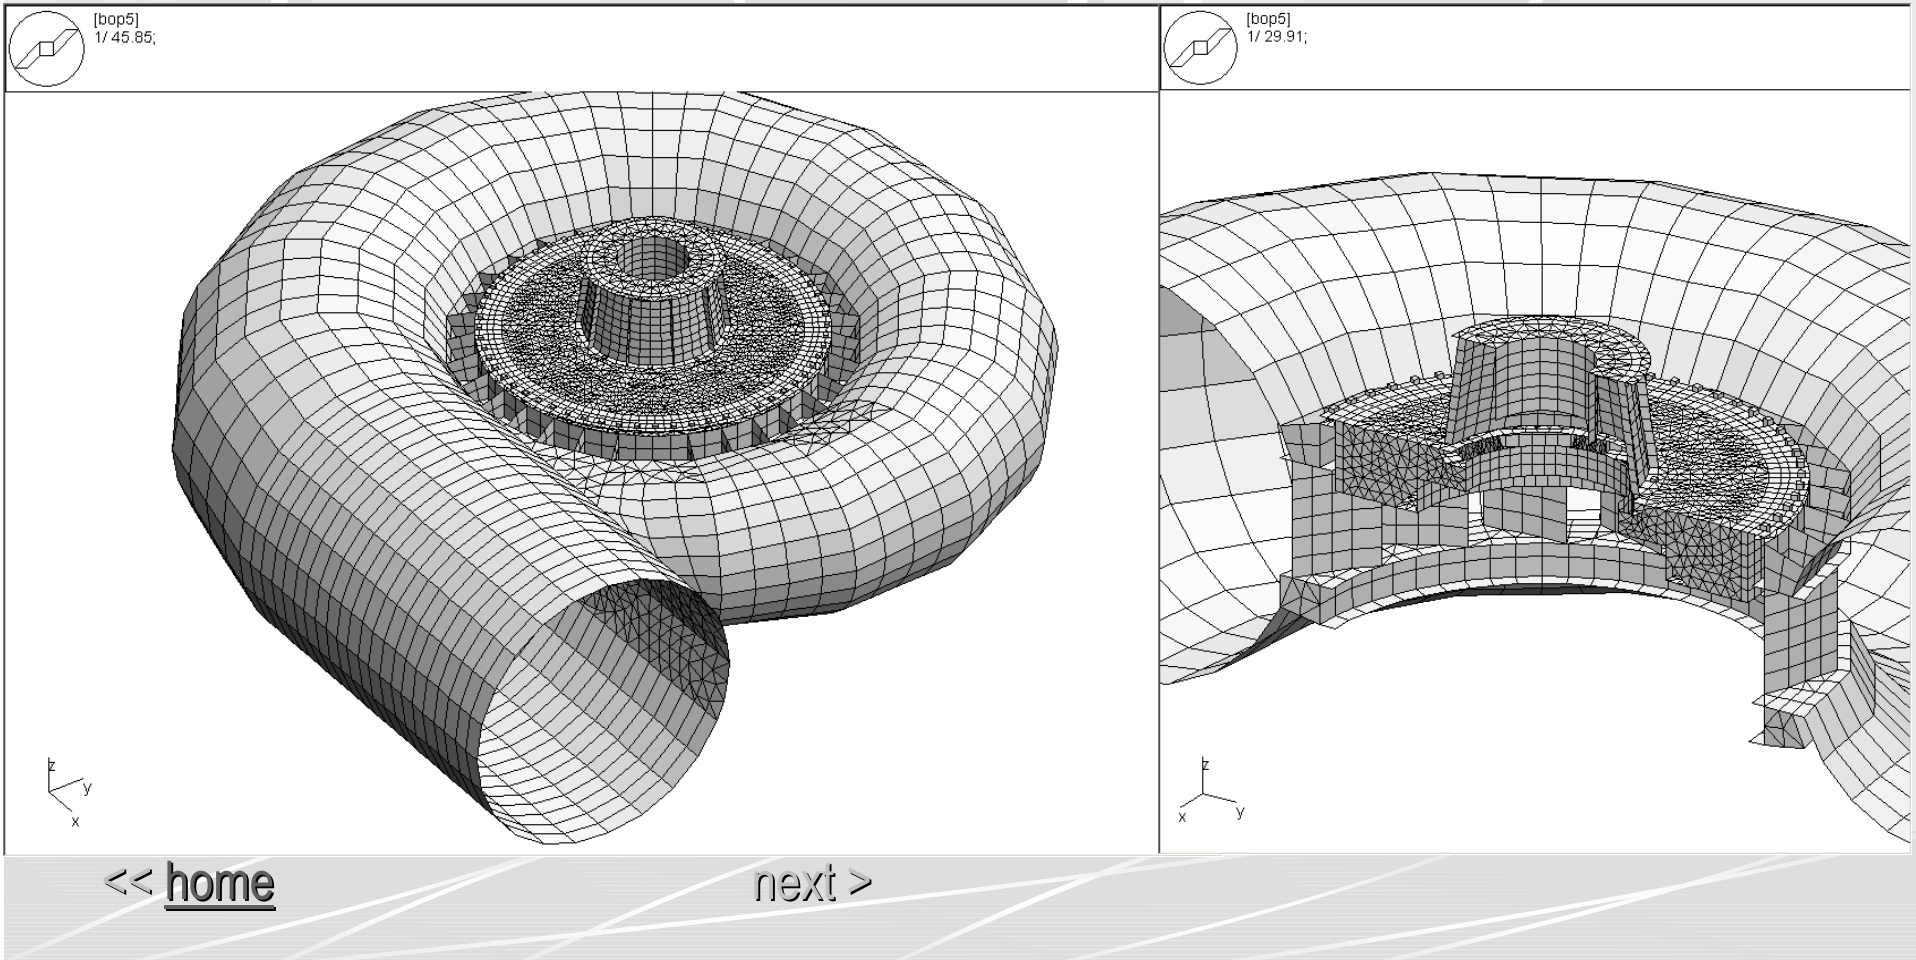 [bop5]
1/ 45.85;
[bop5]
1/ 29.91;
z
y
x
z
x
y
<< home
next >